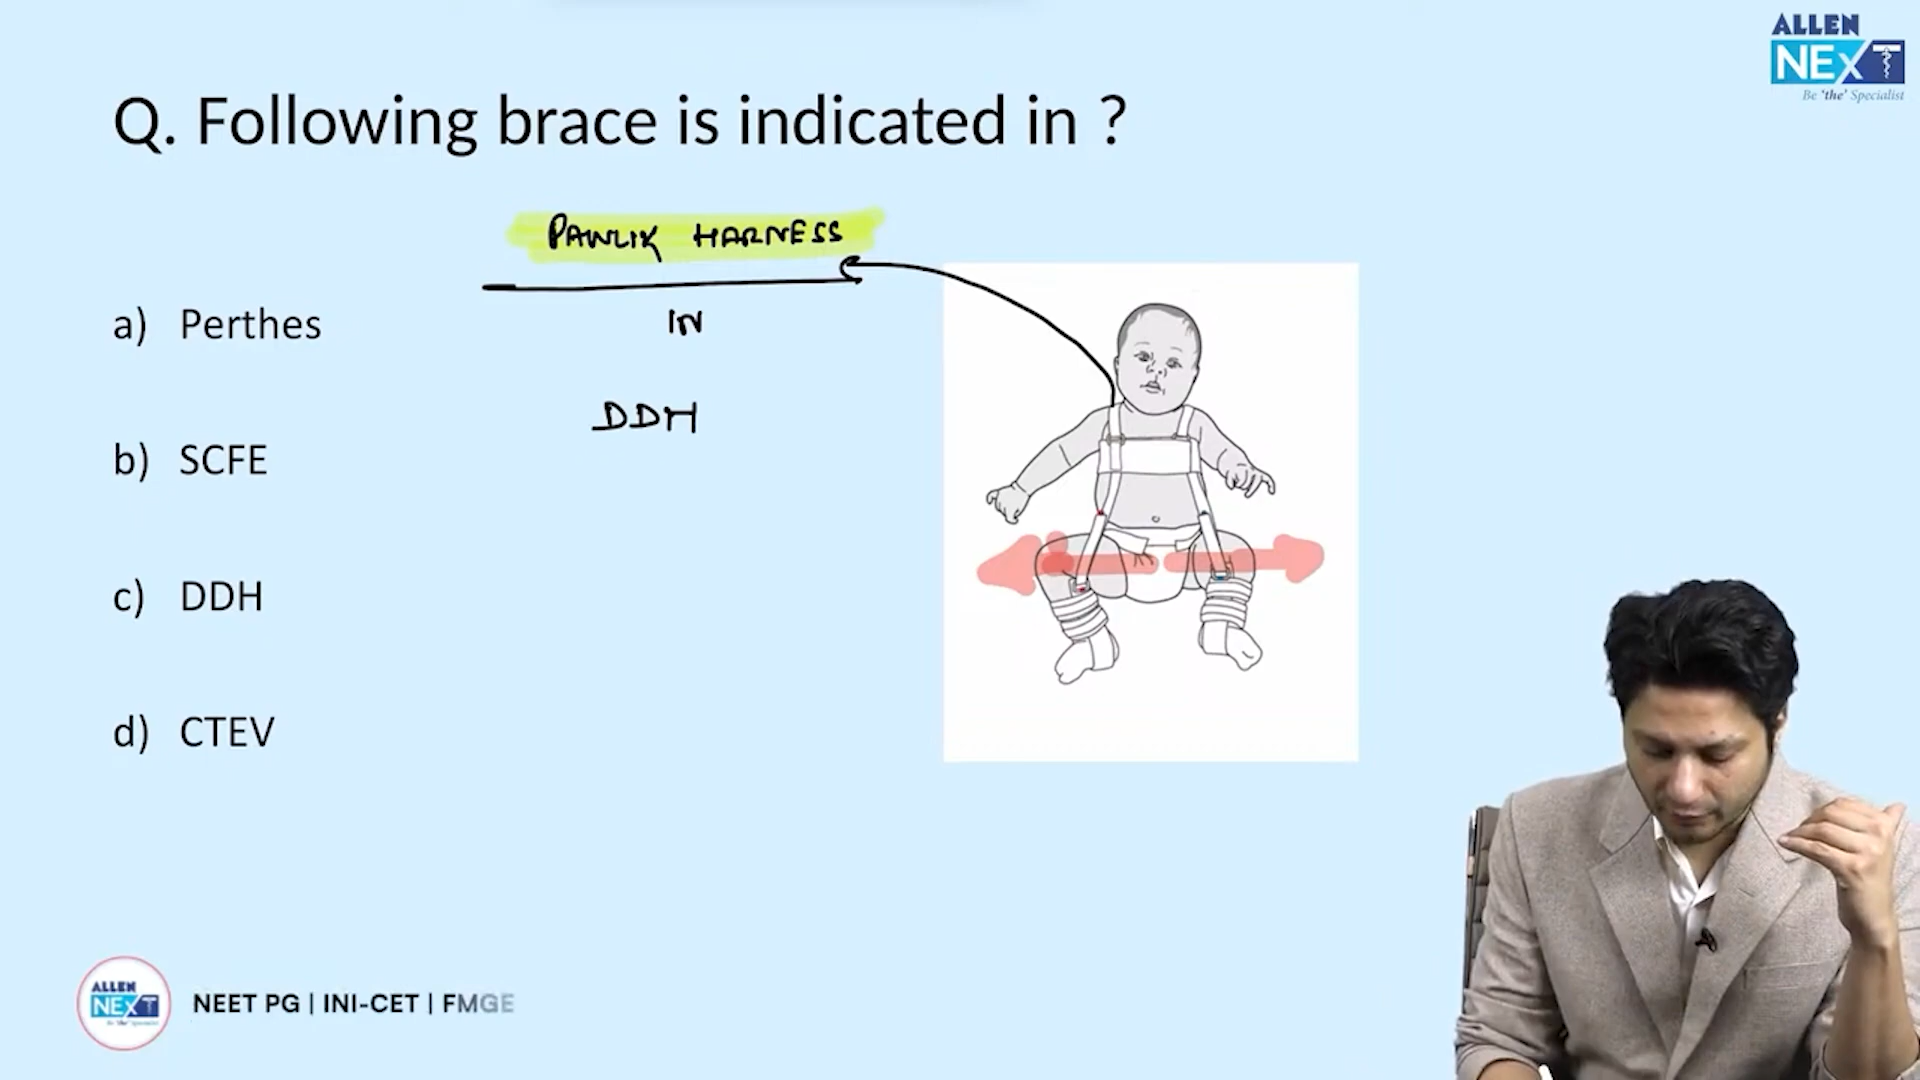 ALLEN
NEXT
Be 'the' Specialist
Q. Following brace is indicated in ?
PAWLIK HARNESS
IN
DDH
a) Perthes
b) SCFE
c) DDH
d) CTEV
ALLEN
NEXT
NEET PG | INI-CET | FMGE